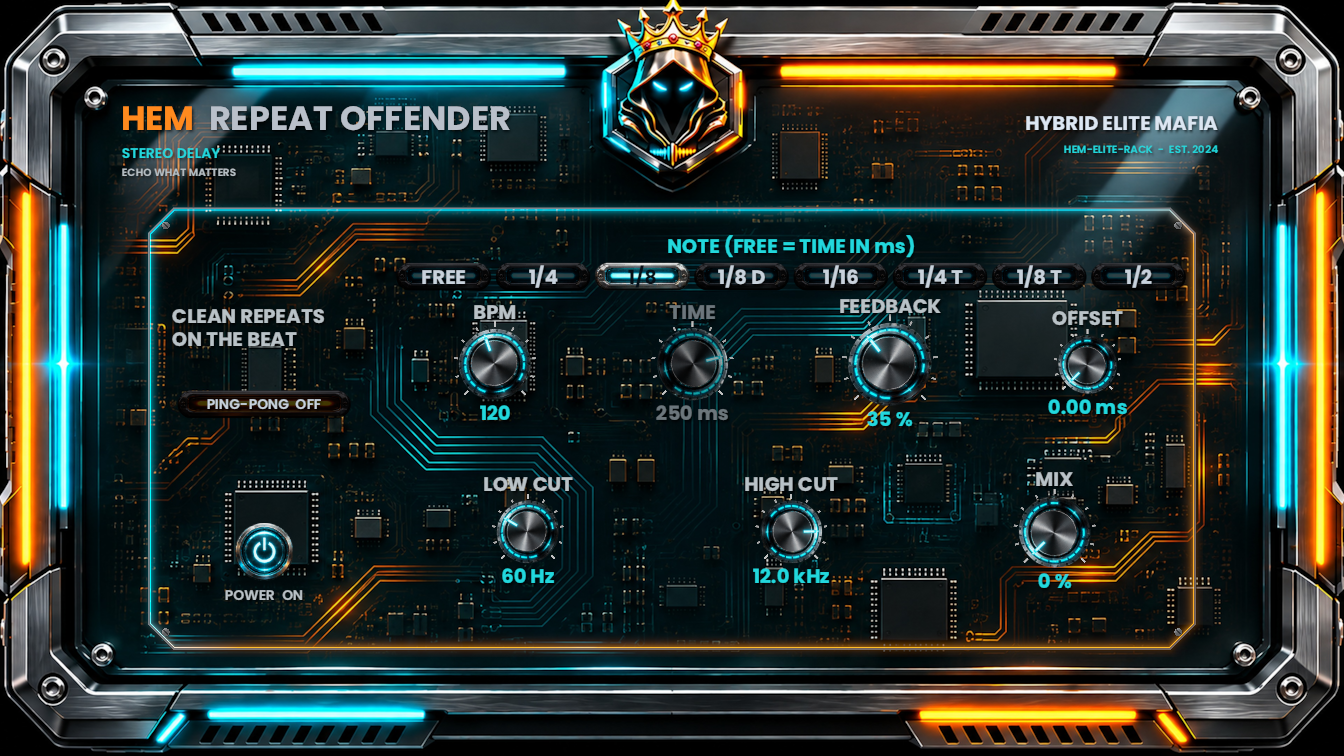 HEM REPEAT OFFENDER
STEREO DELAY
ECHO WHAT MATTERS
HYBRID ELITE MAFIA
HEM-ELITE-RACK - EST. 2024
NOTE (FREE = TIME IN ms)
FREE 1/4 1/8 1/8 D 1/16 1/4 T 1/8 T 1/2
CLEAN REPEATS
ON THE BEAT
BPM TIME FEEDBACK OFFSET
120 250 ms 35 % 0.00 ms
PING-PONG OFF
LOW CUT HIGH CUT MIX
60 Hz 12.0 kHz 0 %
POWER ON